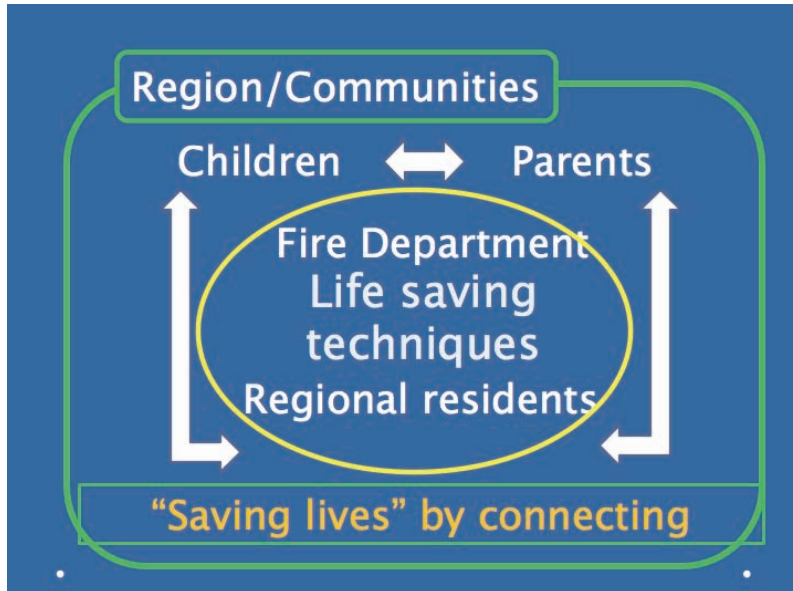 Region/Communities
Children Parents
Fire Department
Life saving
techniques
Regional residents
“Saving lives” by connecting